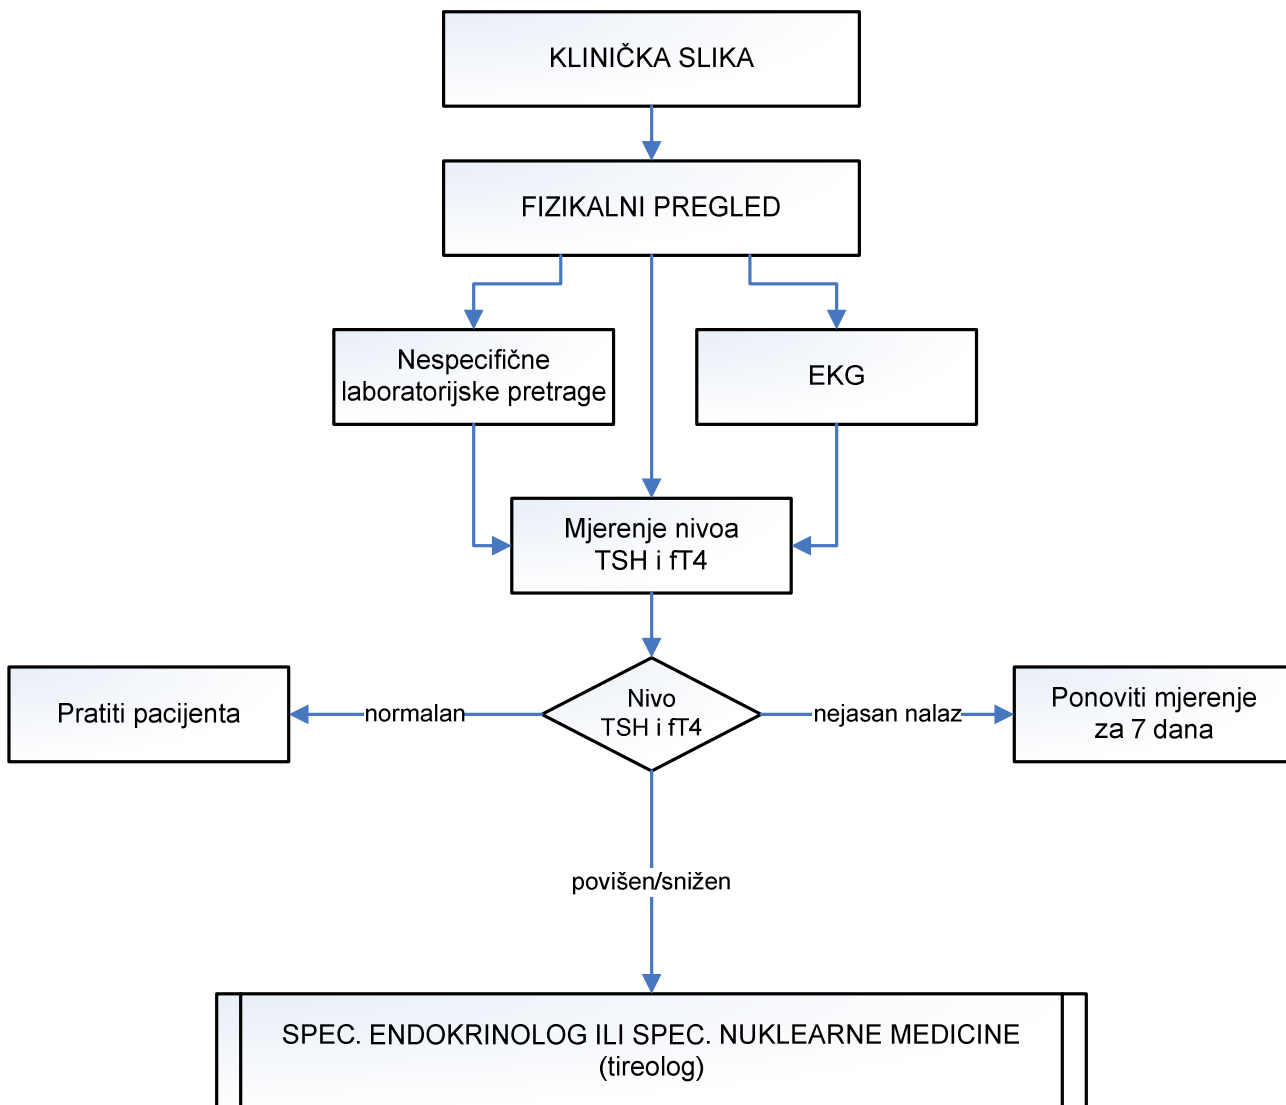 KLINIČKA SLIKA
FIZIKALNI PREGLED
Nespecifične
laboratorijske pretrage
EKG
Mjerenje nivoa
TSH i fT4
Pratiti pacijenta
normalan
Nivo
TSH i fT4
nejasan nalaz
Ponoviti mjerenje
za 7 dana
povišen/snižen
SPEC. ENDOKRINOLOG ILI SPEC. NUKLEARNE MEDICINE
(tireolog)